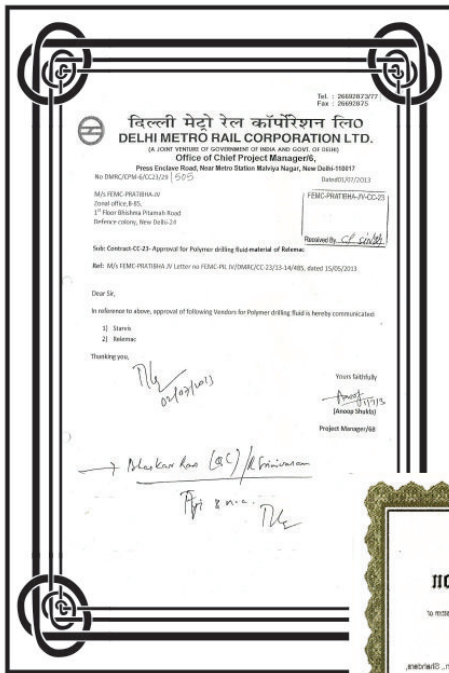 Tel. : 26692873/77
Fax : 26692875
दिल्ली मेट्रो रेल कॉर्पोरेशन लि०
DELHI METRO RAIL CORPORATION LTD.
(A JOINT VENTURE OF GOVERNMENT OF INDIA AND GOVT. OF DELHI)
Office of Chief Project Manager/6,
Press Enclave Road, Near Metro Station Malviya Nagar, New Delhi-110017
No DMRC/CPM-6/CC23/29 | 505
Dated 01/07/2013
M/s FEMC-PRATIBHA-JV
Zonal office, B-85,
1st Floor Bhishma Pitamah Road
Defence colony, New Delhi-24
FEMC-PRATIBHA-JV-CC-23
Received By
Sub: Contract-CC-23- Approval for Polymer drilling fluid material of Relemac
Ref: M/s FEMC-PRATIBHA JV Letter no FEMC-PIL JV/DMRC/CC-23/13-14/485, dated 15/05/2013
Dear Sir,
In reference to above, approval of following Vendors for Polymer drilling fluid is hereby communicated:
1) Starvis
2) Relemac
Thanking you,
02/07/2013
Yours faithfully
1/7/13
(Anoop Shukla)
Project Manager/6B
Bhaskar Rao (QC) / R Srinivasan